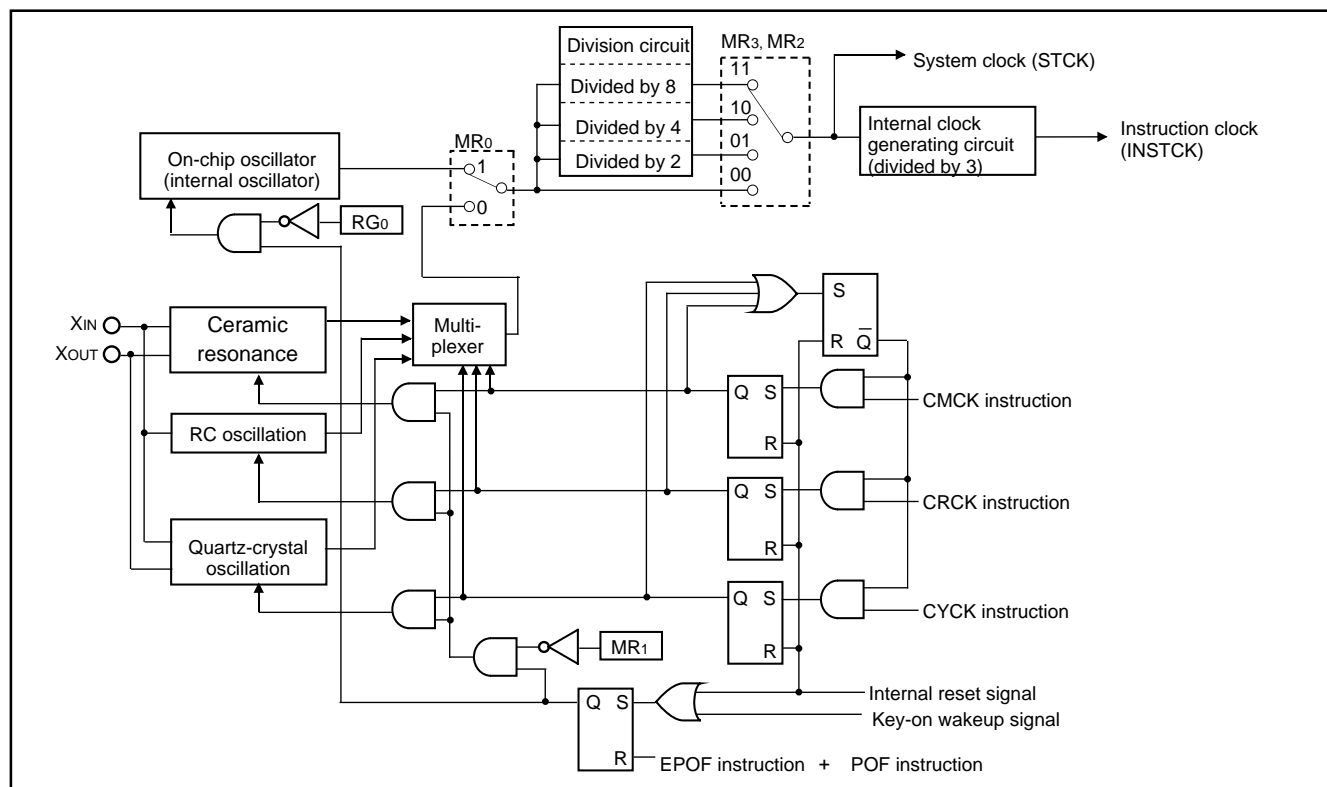 Division circuit
Divided by 8
Divided by 4
Divided by 2
MR3, MR2
11
10
01
00
System clock (STCK)
Internal clock
generating circuit
(divided by 3)
Instruction clock
(INSTCK)
On-chip oscillator
(internal oscillator)
MR0
1
0
RG0
XIN
XOUT
Ceramic
resonance
Multi-
plexer
S
R Q̅
Q S
R
CMCK instruction
RC oscillation
Q S
R
CRCK instruction
Quartz-crystal
oscillation
Q S
R
CYCK instruction
MR1
Q S
R
Internal reset signal
Key-on wakeup signal
EPOF instruction + POF instruction